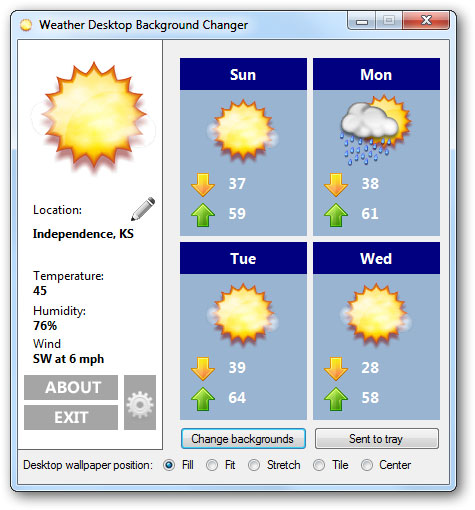 Weather Desktop Background Changer
Location:
Independence, KS
Temperature:
45
Humidity:
76%
Wind
SW at 6 mph
ABOUT
EXIT
Sun
37
59
Mon
38
61
Tue
39
64
Wed
28
58
Change backgrounds
Sent to tray
Desktop wallpaper position: Fill Fit Stretch Tile Center